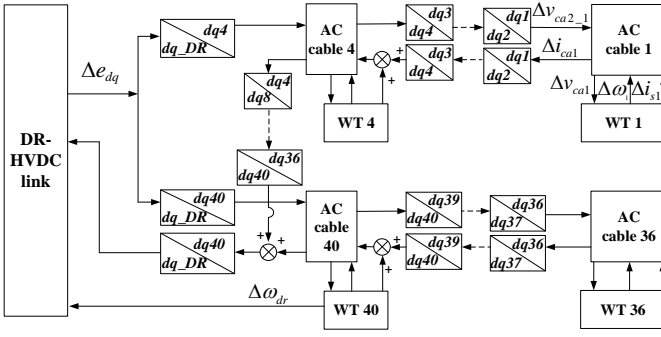 dq4
dq_DR
AC
cable 4
dq3
dq4
dq1
dq2
Δv_ca2_1
AC
cable 1
dq3
dq4
dq1
dq2
Δi_ca1
Δe_dq
dq4
dq8
WT 4
Δv_ca1
Δω_1
Δi_s1
WT 1
DR-
HVDC
link
dq36
dq40
dq40
dq_DR
AC
cable
40
dq39
dq40
dq36
dq37
AC
cable 36
dq40
dq_DR
dq39
dq40
dq36
dq37
Δω_dr
WT 40
WT 36